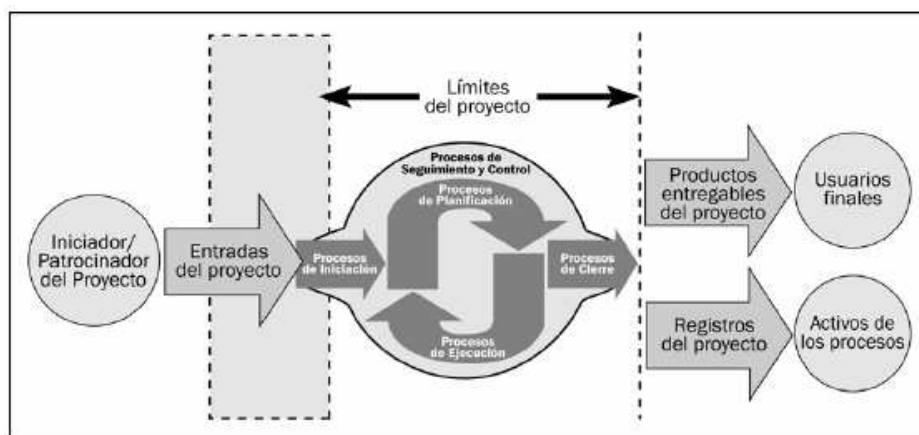 Límites
del proyecto
Procesos de
Seguimiento y Control
Procesos
de Planificación
Iniciador/
Patrocinador
del Proyecto
Entradas
del proyecto
Procesos
de Iniciación
Procesos
de Cierre
Procesos
de Ejecución
Productos
entregables
del proyecto
Usuarios
finales
Registros
del proyecto
Activos de
los procesos